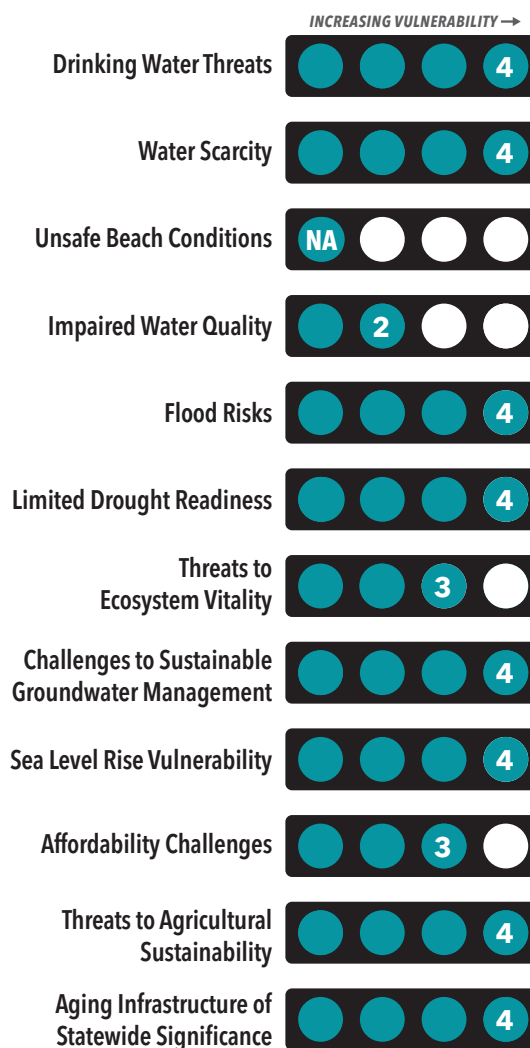 INCREASING VULNERABILITY →
Drinking Water Threats 4
Water Scarcity 4
Unsafe Beach Conditions NA
Impaired Water Quality 2
Flood Risks 4
Limited Drought Readiness 4
Threats to
Ecosystem Vitality 3
Challenges to Sustainable
Groundwater Management 4
Sea Level Rise Vulnerability 4
Affordability Challenges 3
Threats to Agricultural
Sustainability 4
Aging Infrastructure of
Statewide Significance 4